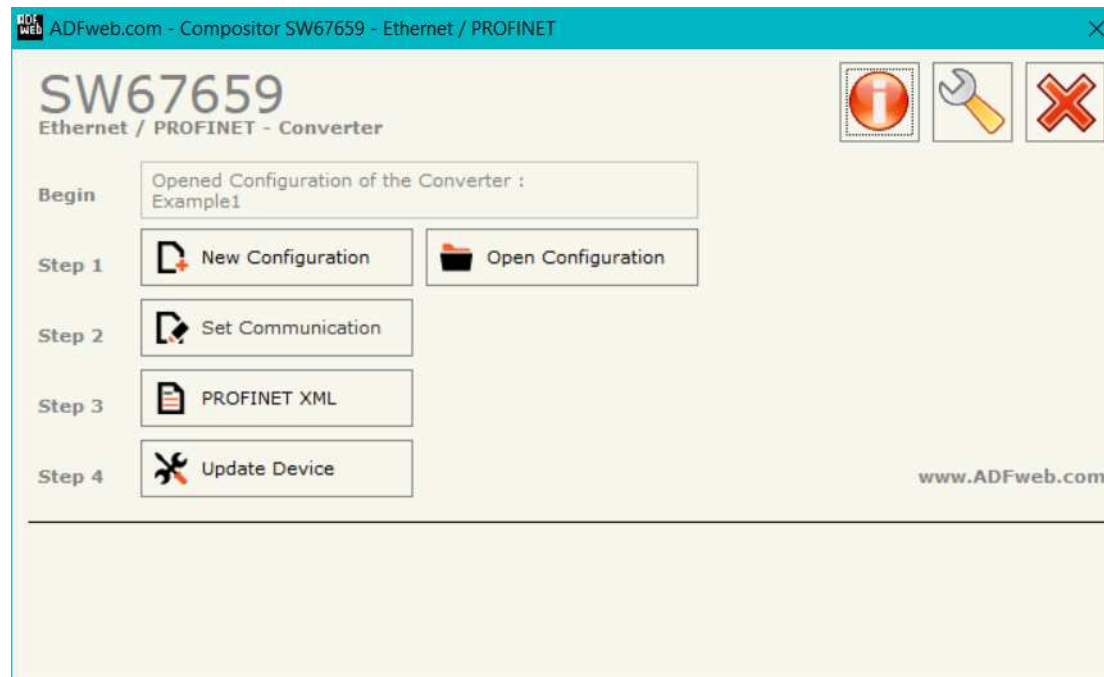 ADF
WEB
ADFweb.com - Compositor SW67659 - Ethernet / PROFINET
SW67659
Ethernet / PROFINET - Converter
Begin
Opened Configuration of the Converter :
Example1
Step 1
New Configuration
Open Configuration
Step 2
Set Communication
Step 3
PROFINET XML
Step 4
Update Device
www.ADFweb.com